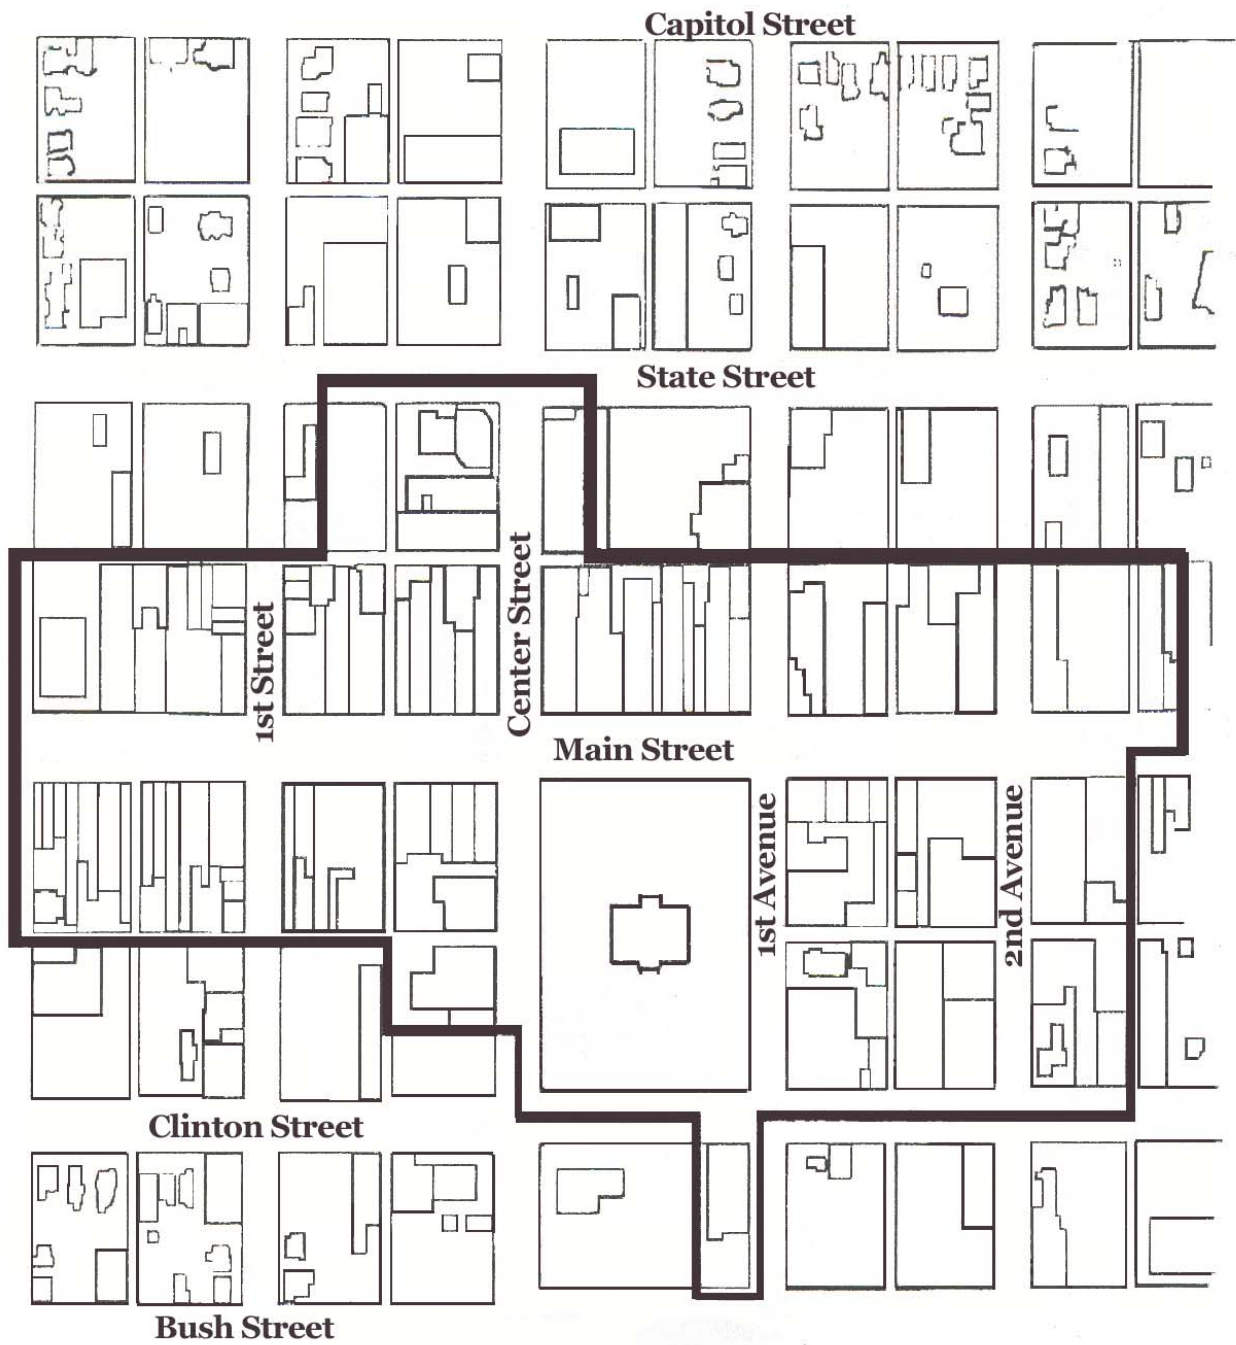 Capitol Street
State Street
1st Street
Center Street
Main Street
1st Avenue
2nd Avenue
Clinton Street
Bush Street